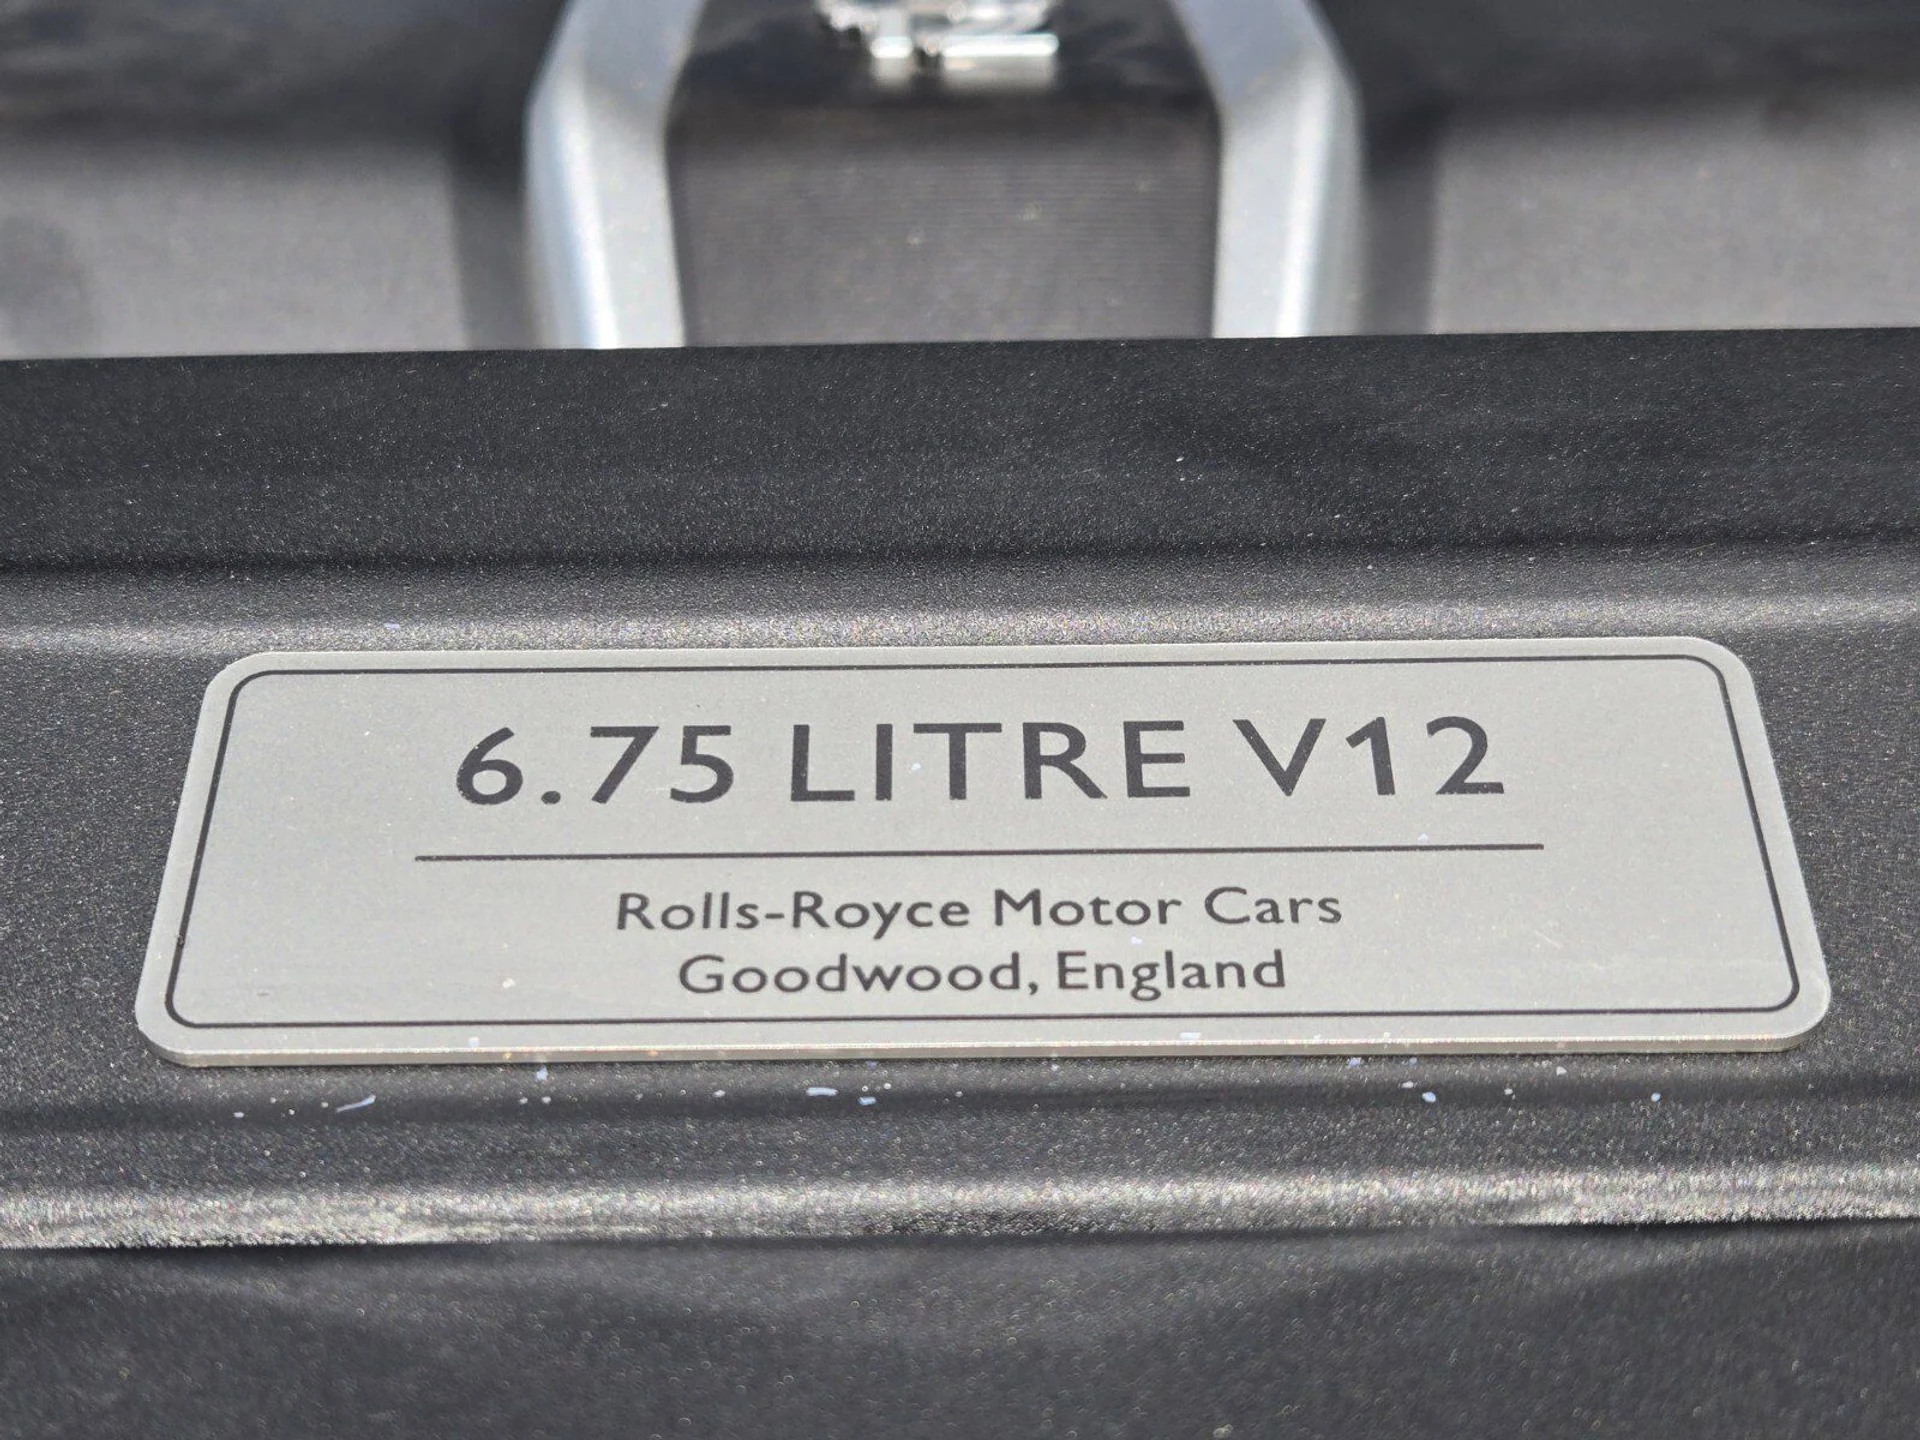 6.75 LITRE V12
Rolls-Royce Motor Cars
Goodwood, England